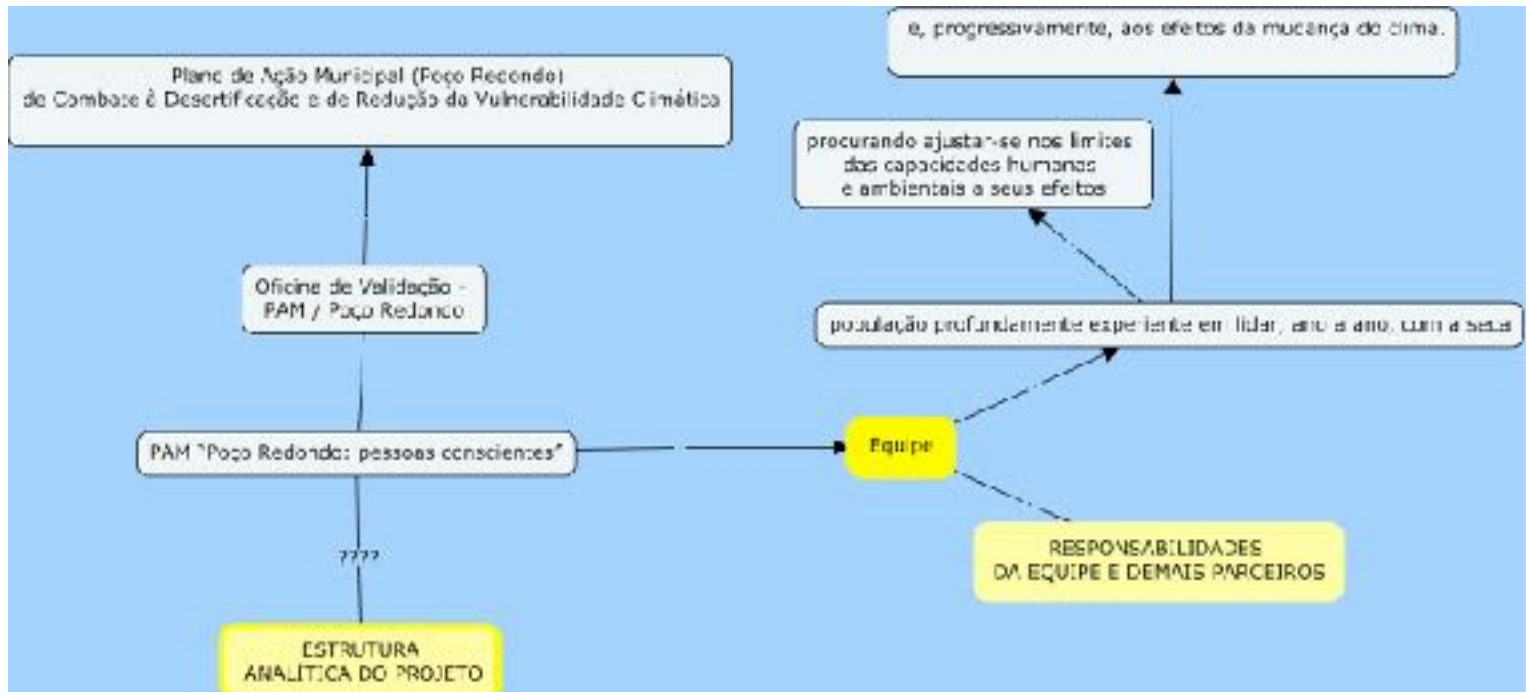 e, progressivamente, aos efeitos da mudança do clima.
Plano de Ação Municipal (Poço Redondo)
de Combate à Desertificação e de Redução da Vulnerabilidade Climática
procurando ajustar-se nos limites
das capacidades humanas
e ambientais a seus efeitos
Oficina de Validação -
PAM / Poço Redondo
população profundamente experiente em lidar, ano a ano, com a seca
PAM "Poço Redondo: pessoas conscientes"
Equipe
RESPONSABILIDADES
DA EQUIPE E DEMAIS PARCEIROS
????
ESTRUTURA
ANALÍTICA DO PROJETO